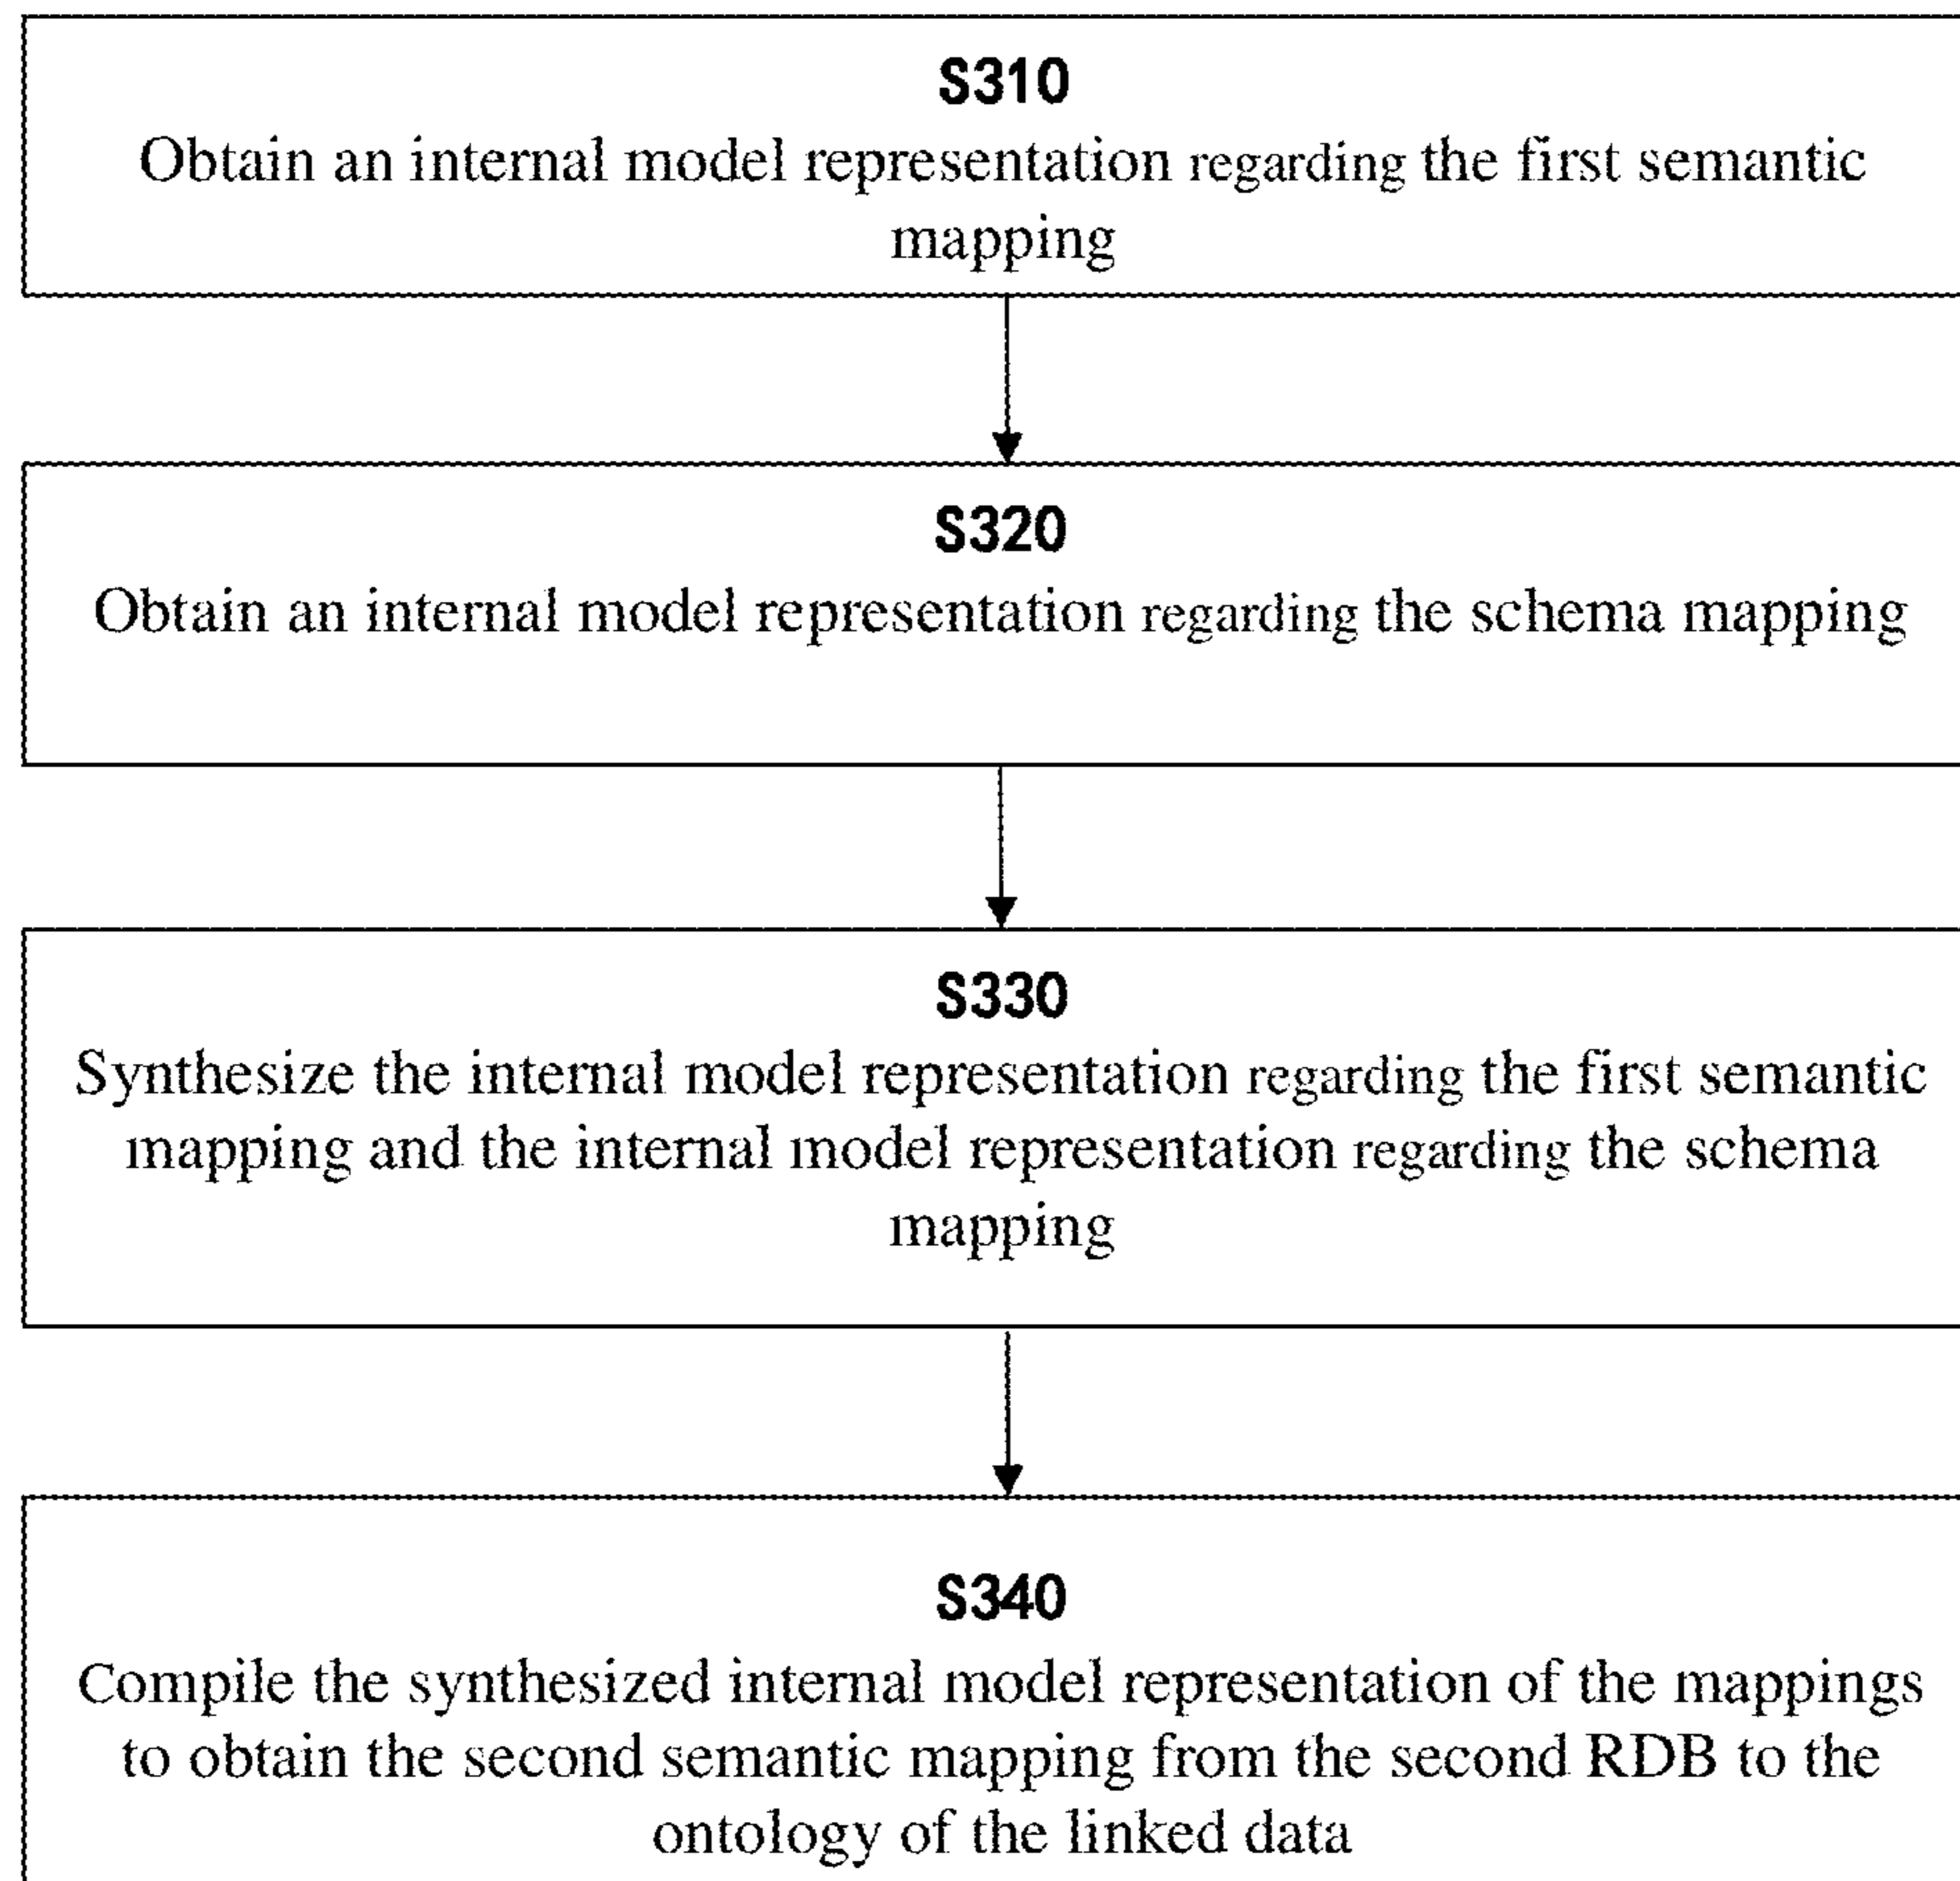 S310
Obtain an internal model representation regarding the first semantic
mapping
S320
Obtain an internal model representation regarding the schema mapping
S330
Synthesize the internal model representation regarding the first semantic
mapping and the internal model representation regarding the schema
mapping
S340
Compile the synthesized internal model representation of the mappings
to obtain the second semantic mapping from the second RDB to the
ontology of the linked data